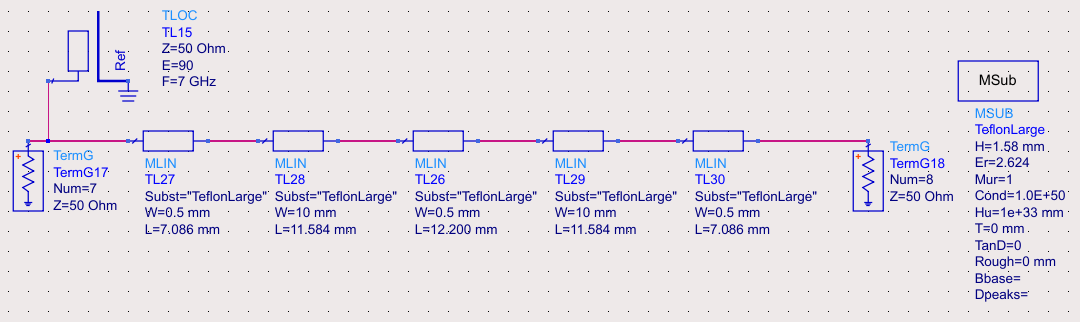 TLOC
TL15
Z=50 Ohm
E=90
F=7 GHz
Ref
TermG
TermG17
Num=7
Z=50 Ohm
MLIN
TL27
Subst="TeflonLarge"
W=0.5 mm
L=7.086 mm
MLIN
TL28
Subst="TeflonLarge"
W=10 mm
L=11.584 mm
MLIN
TL26
Subst="TeflonLarge"
W=0.5 mm
L=12.200 mm
MLIN
TL29
Subst="TeflonLarge"
W=10 mm
L=11.584 mm
MLIN
TL30
Subst="TeflonLarge"
W=0.5 mm
L=7.086 mm
TermG
TermG18
Num=8
Z=50 Ohm
MSub
MSUB
TeflonLarge
H=1.58 mm
Er=2.624
Mur=1
Cond=1.0E+50
Hu=1e+33 mm
T=0 mm
TanD=0
Rough=0 mm
Bbase=
Dpeaks=